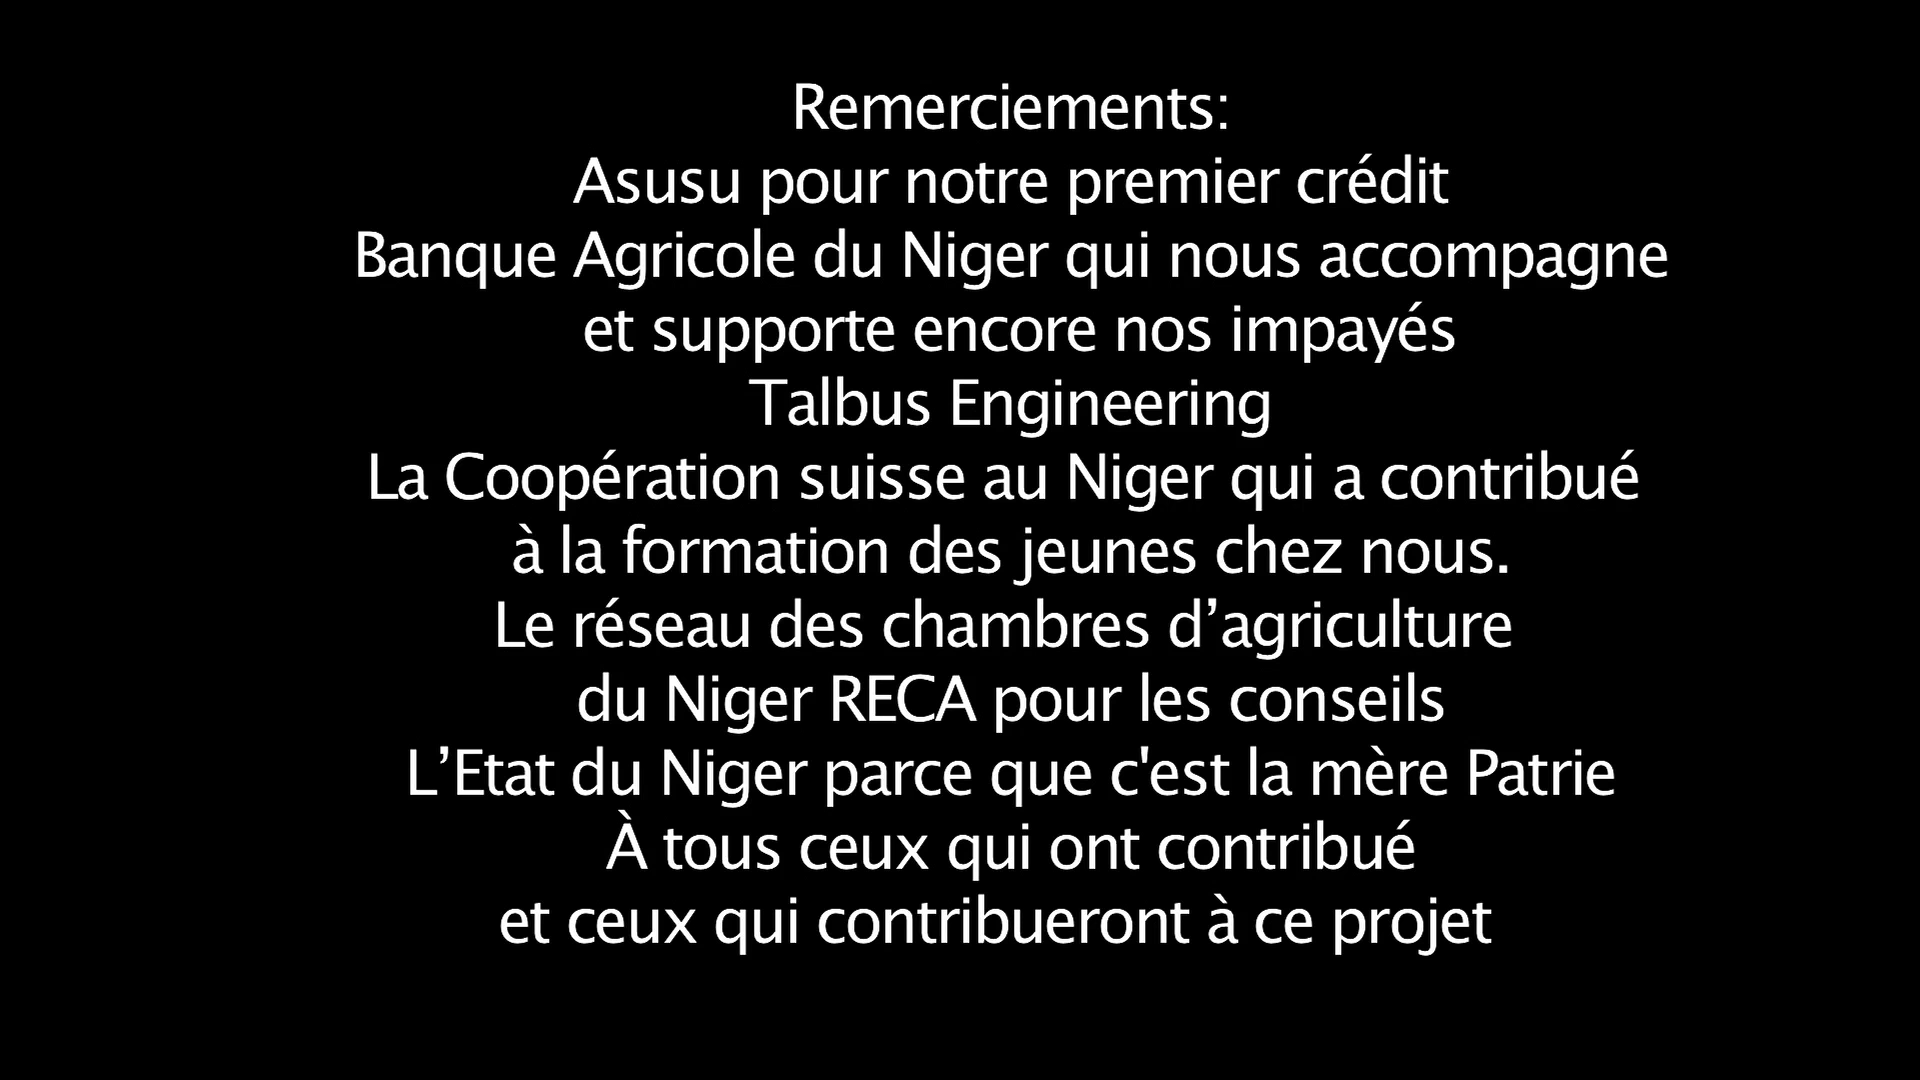 Remerciements:
Asusu pour notre premier crédit
Banque Agricole du Niger qui nous accompagne
et supporte encore nos impayés
Talbus Engineering
La Coopération suisse au Niger qui a contribué
à la formation des jeunes chez nous.
Le réseau des chambres d’agriculture
du Niger RECA pour les conseils
L’Etat du Niger parce que c'est la mère Patrie
À tous ceux qui ont contribué
et ceux qui contribueront à ce projet